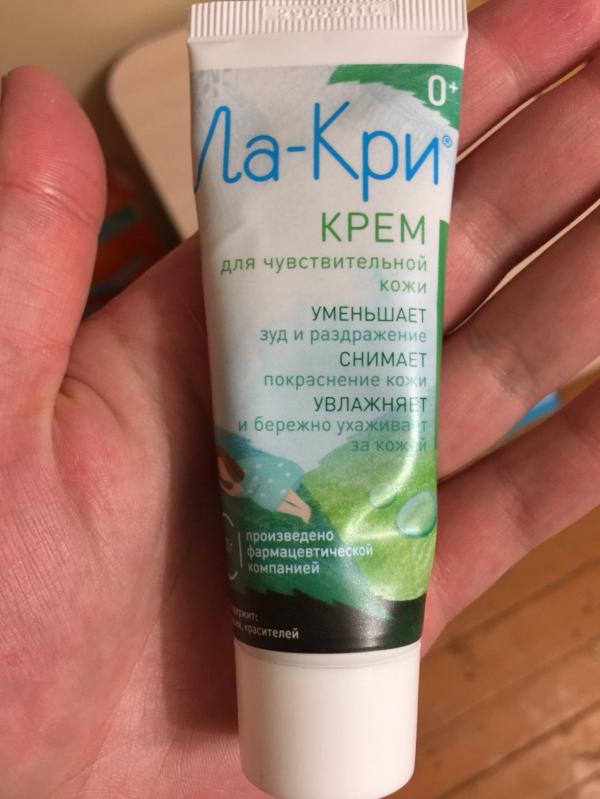 0+
Ла-Кри®
КРЕМ
для чувствительной
кожи
УМЕНЬШАЕТ
зуд и раздражение
СНИМАЕТ
покраснение кожи
УВЛАЖНЯЕТ
и бережно ухаживает
за кожей
произведено
фармацевтической
компанией
красителей